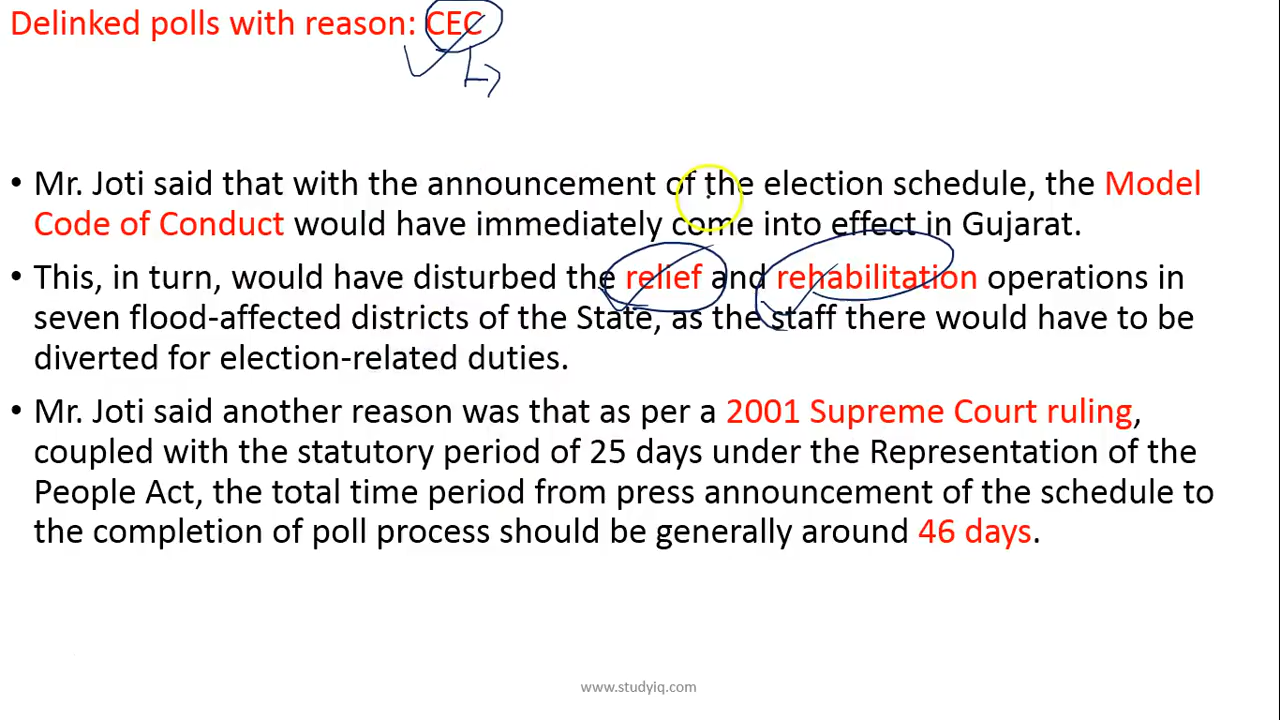 Delinked polls with reason: CEC
• Mr. Joti said that with the announcement of the election schedule, the Model
Code of Conduct would have immediately come into effect in Gujarat.
• This, in turn, would have disturbed the relief and rehabilitation operations in
seven flood-affected districts of the State, as the staff there would have to be
diverted for election-related duties.
• Mr. Joti said another reason was that as per a 2001 Supreme Court ruling,
coupled with the statutory period of 25 days under the Representation of the
People Act, the total time period from press announcement of the schedule to
the completion of poll process should be generally around 46 days.
www.studyiq.com